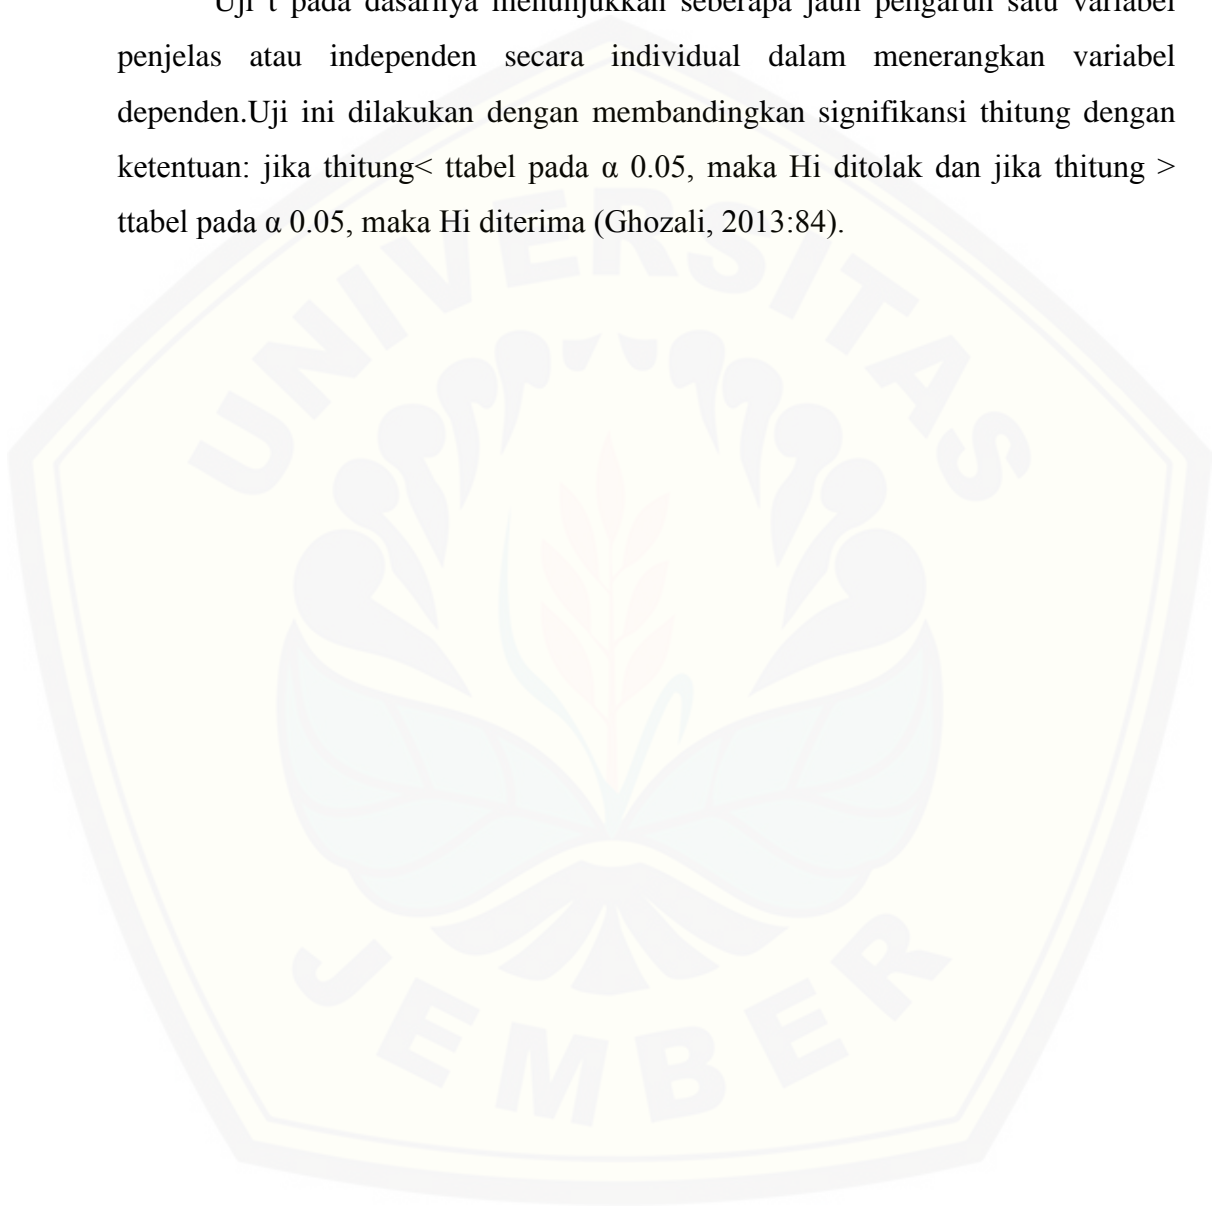 Uji t pada dasarnya menunjukkan seberapa jauh pengaruh satu variabel
penjelas atau independen secara individual dalam menerangkan variabel
dependen.Uji ini dilakukan dengan membandingkan signifikansi thitung dengan
ketentuan: jika thitung< ttabel pada α 0.05, maka Hi ditolak dan jika thitung >
ttabel pada α 0.05, maka Hi diterima (Ghozali, 2013:84).
UNIVERSITAS
JEMBER